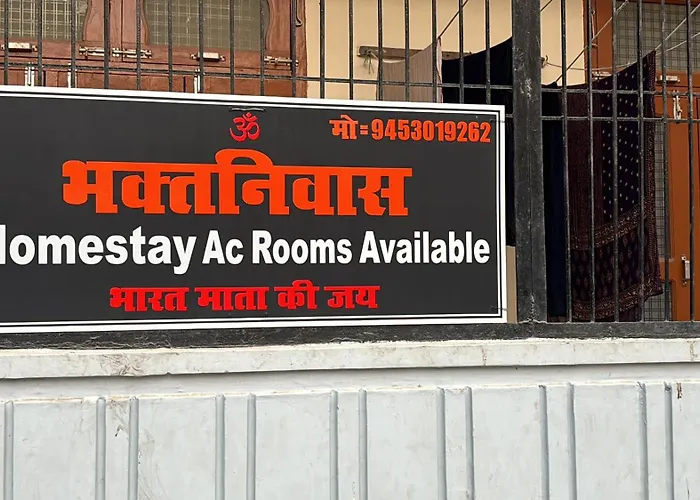 ॐ
मो=9453019262
भक्तनिवास
Homestay Ac Rooms Available
भारत माता की जय